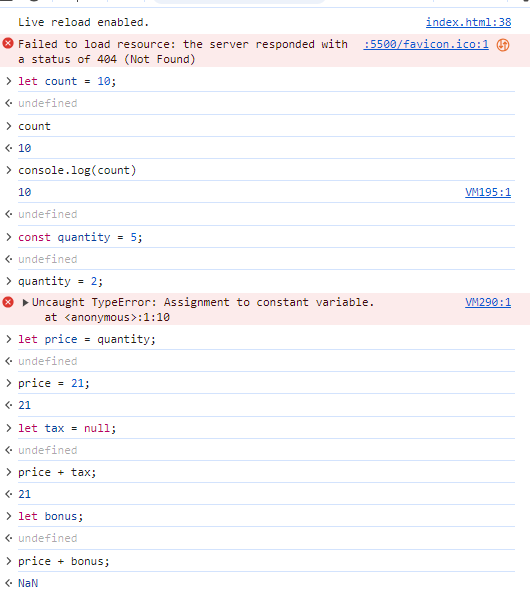 Live reload enabled. index.html:38
Failed to load resource: the server responded with :5500/favicon.ico:1
a status of 404 (Not Found)
> let count = 10;
< undefined
> count
< 10
> console.log(count)
10 VM195:1
< undefined
> const quantity = 5;
< undefined
> quantity = 2;
Uncaught TypeError: Assignment to constant variable. VM290:1
at <anonymous>:1:10
> let price = quantity;
< undefined
> price = 21;
< 21
> let tax = null;
< undefined
> price + tax;
< 21
> let bonus;
< undefined
> price + bonus;
< NaN